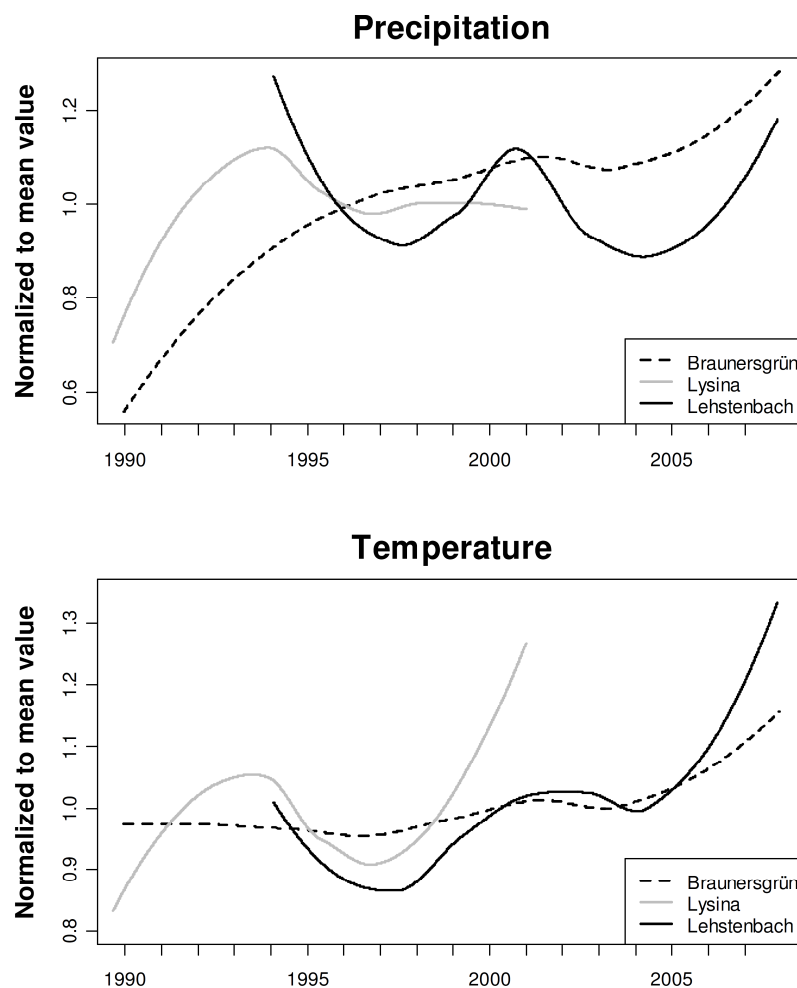 Precipitation
Normalized to mean value
1.2
1.0
0.8
0.6
Braunersgrün
Lysina
Lehstenbach
1990 1995 2000 2005
Temperature
Normalized to mean value
1.3
1.2
1.1
1.0
0.9
0.8
Braunersgrün
Lysina
Lehstenbach
1990 1995 2000 2005